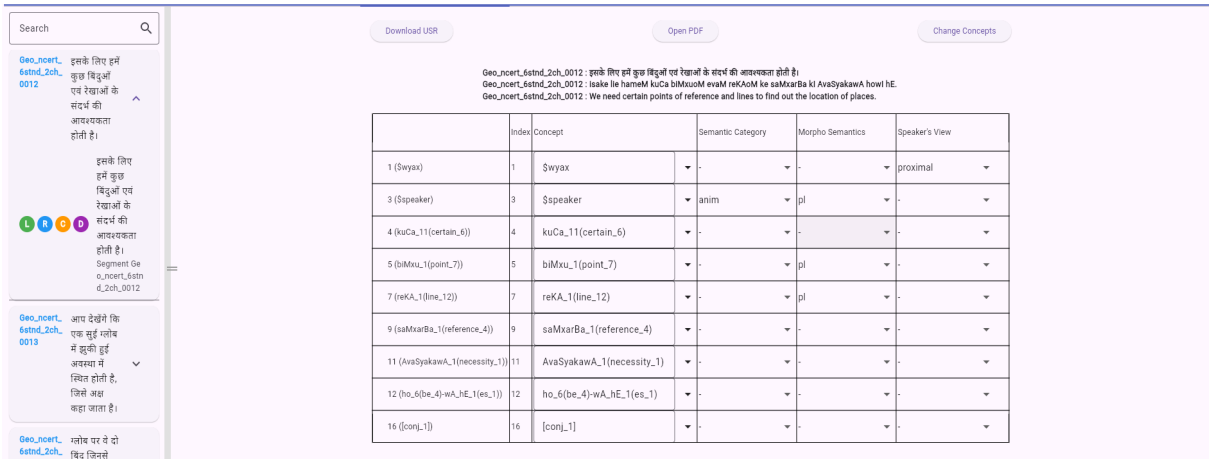 Search
Geo_ncert_
6stnd_2ch_
0012
इसके लिए हमें
कुछ बिंदुओं
एवं रेखाओं के
संदर्भ की
आवश्यकता
होती है।
इसके लिए
हमें कुछ
बिंदुओं एवं
रेखाओं के
संदर्भ की
आवश्यकता
होती है।
L R C D
Segment Ge
o_ncert_6stn
d_2ch_0012
Geo_ncert_
6stnd_2ch_
0013
आप देखेंगे कि
एक सुई ग्लोब
में झुकी हुई
अवस्था में
स्थित होती है,
जिसे अक्ष
कहा जाता है।
Geo_ncert_
6stnd_2ch_
ग्लोब पर वे दो
बिंदु जिनसे
Download USR Open PDF Change Concepts
Geo_ncert_6stnd_2ch_0012 : इसके लिए हमें कुछ बिंदुओं एवं रेखाओं के संदर्भ की आवश्यकता होती है।
Geo_ncert_6stnd_2ch_0012 : isake lie hameM kuCa biMxuoM evaM reKAoM ke saMxarBa kI AvaSyakawA howI hE.
Geo_ncert_6stnd_2ch_0012 : We need certain points of reference and lines to find out the location of places.
Index Concept Semantic Category Morpho Semantics Speaker's View
1 ($wyax) 1 $wyax - - proximal
3 ($speaker) 3 $speaker anim pl -
4 (kuCa_11(certain_6)) 4 kuCa_11(certain_6) - - -
5 (biMxu_1(point_7)) 5 biMxu_1(point_7) - pl -
7 (reKA_1(line_12)) 7 reKA_1(line_12) - pl -
9 (saMxarBa_1(reference_4)) 9 saMxarBa_1(reference_4) - - -
11 (AvaSyakawA_1(necessity_1)) 11 AvaSyakawA_1(necessity_1) - - -
12 (ho_6(be_4)-wA_hE_1(es_1)) 12 ho_6(be_4)-wA_hE_1(es_1) - - -
16 ([conj_1]) 16 [conj_1] - - -